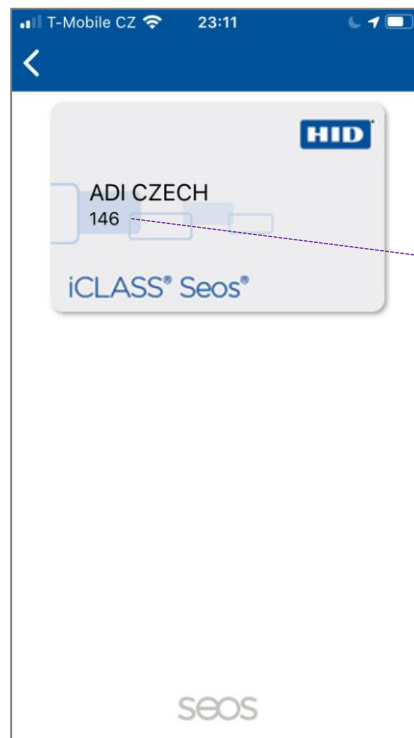 T-Mobile CZ 23:11
HID
ADI CZECH
146
iCLASS® Seos®
seos